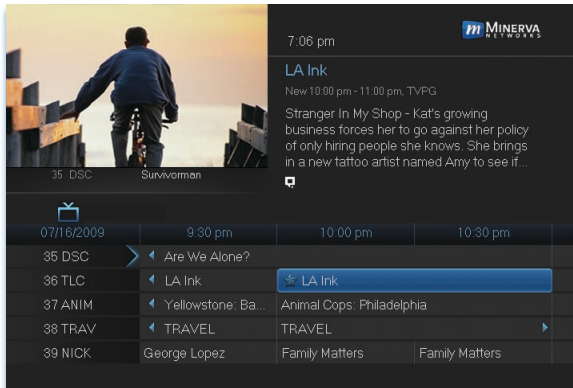 7:06 pm
m MINERVA
NETWORKS
LA Ink
New 10:00 pm - 11:00 pm, TVPG
Stranger In My Shop - Kat's growing
business forces her to go against her policy
of only hiring people she knows. She brings
in a new tattoo artist named Amy to see if...
35 DSC Survivorman
07/16/2009 9:30 pm 10:00 pm 10:30 pm
35 DSC Are We Alone?
36 TLC LA Ink LA Ink
37 ANIM Yellowstone: Ba... Animal Cops: Philadelphia
38 TRAV TRAVEL TRAVEL
39 NICK George Lopez Family Matters Family Matters